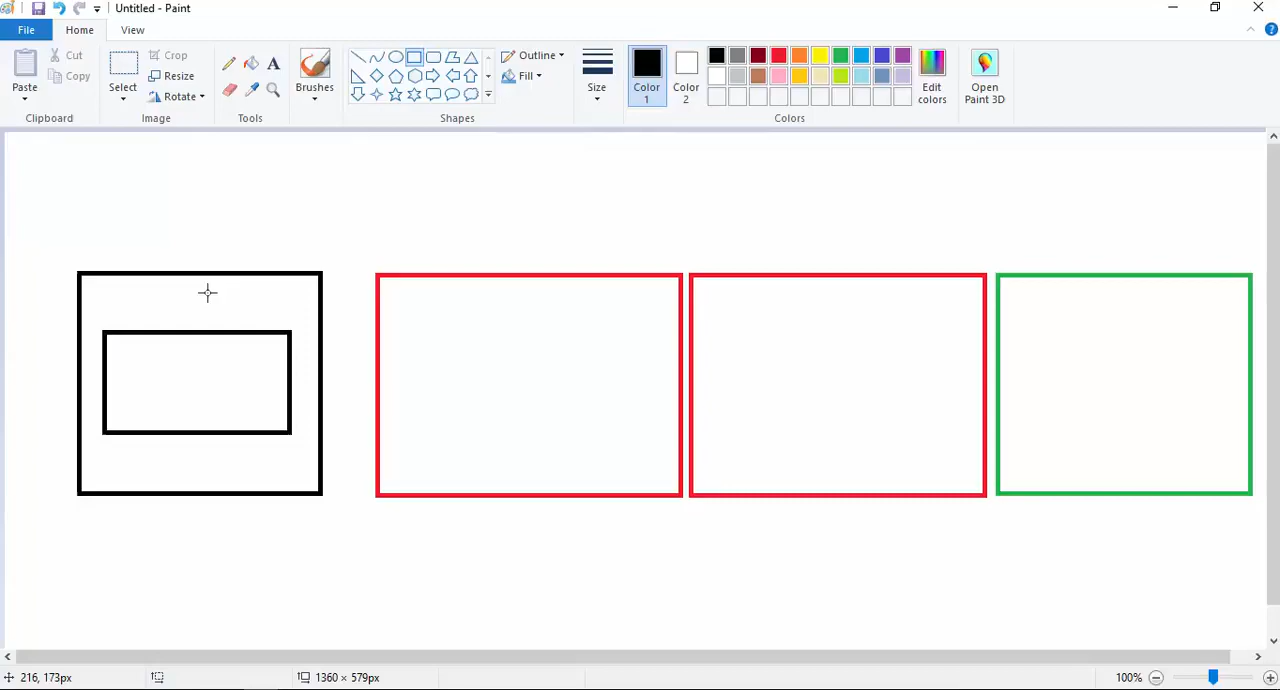 Untitled - Paint
File
Home
View
Paste
Cut
Copy
Clipboard
Select
Crop
Resize
Rotate
Image
A
Tools
Brushes
Outline
Fill
Shapes
Size
Color
1
Color
2
Edit
colors
Colors
Open
Paint 3D
216, 173px
1360 × 579px
100%